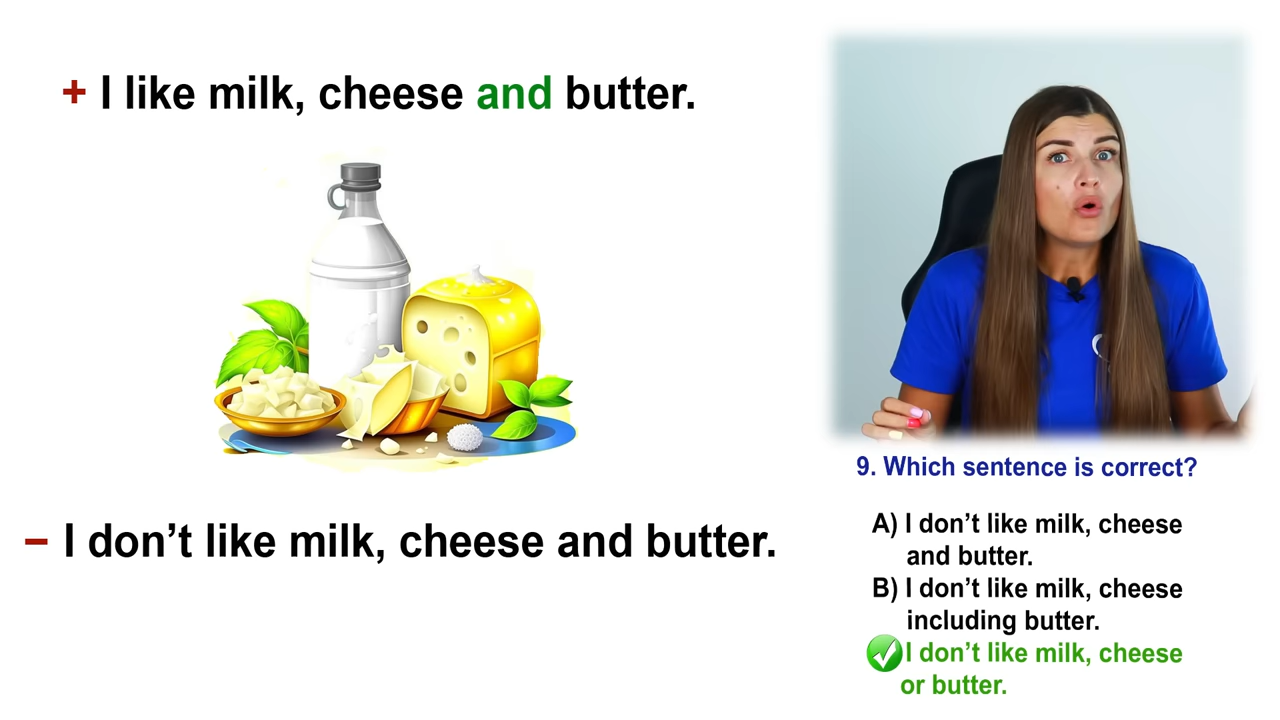 + I like milk, cheese and butter.
– I don’t like milk, cheese and butter.
9. Which sentence is correct?
A) I don’t like milk, cheese
and butter.
B) I don’t like milk, cheese
including butter.
I don’t like milk, cheese
or butter.